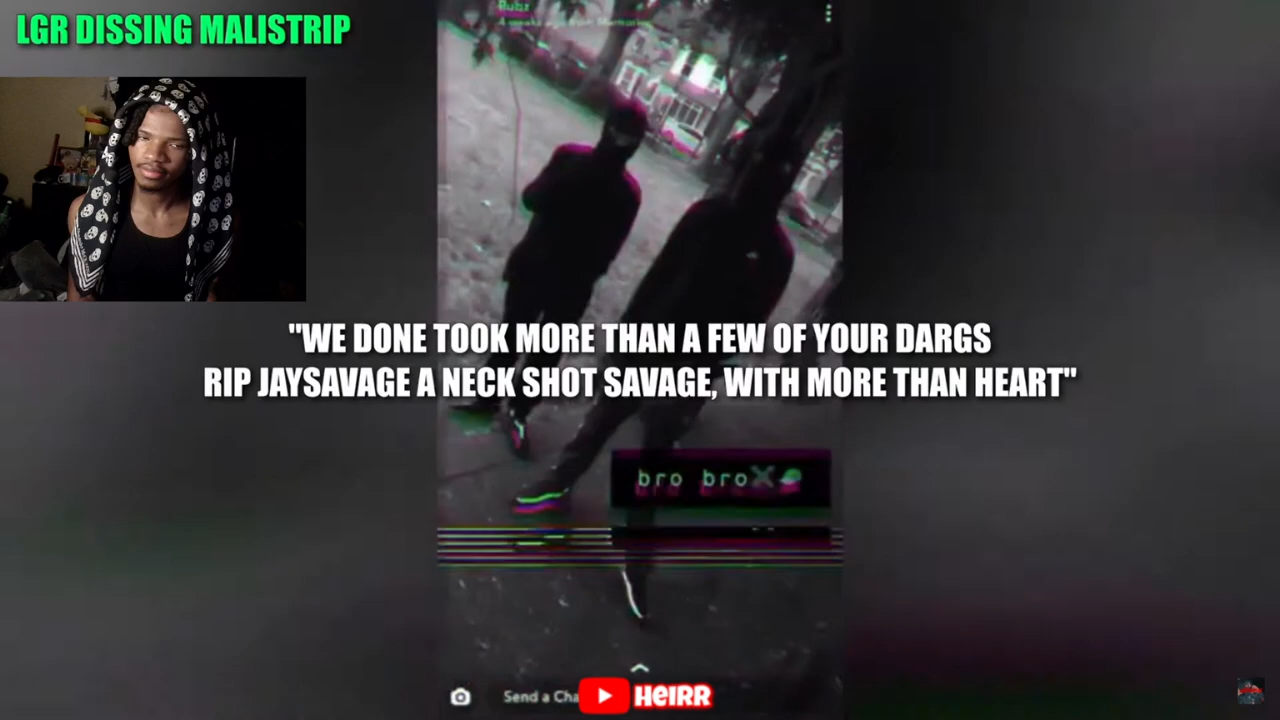 LGR DISSING MALISTRIP
Rubz
"WE DONE TOOK MORE THAN A FEW OF YOUR DARGS
RIP JAYSAVAGE A NECK SHOT SAVAGE, WITH MORE THAN HEART"
bro bro
Send a Cha
HEIRR